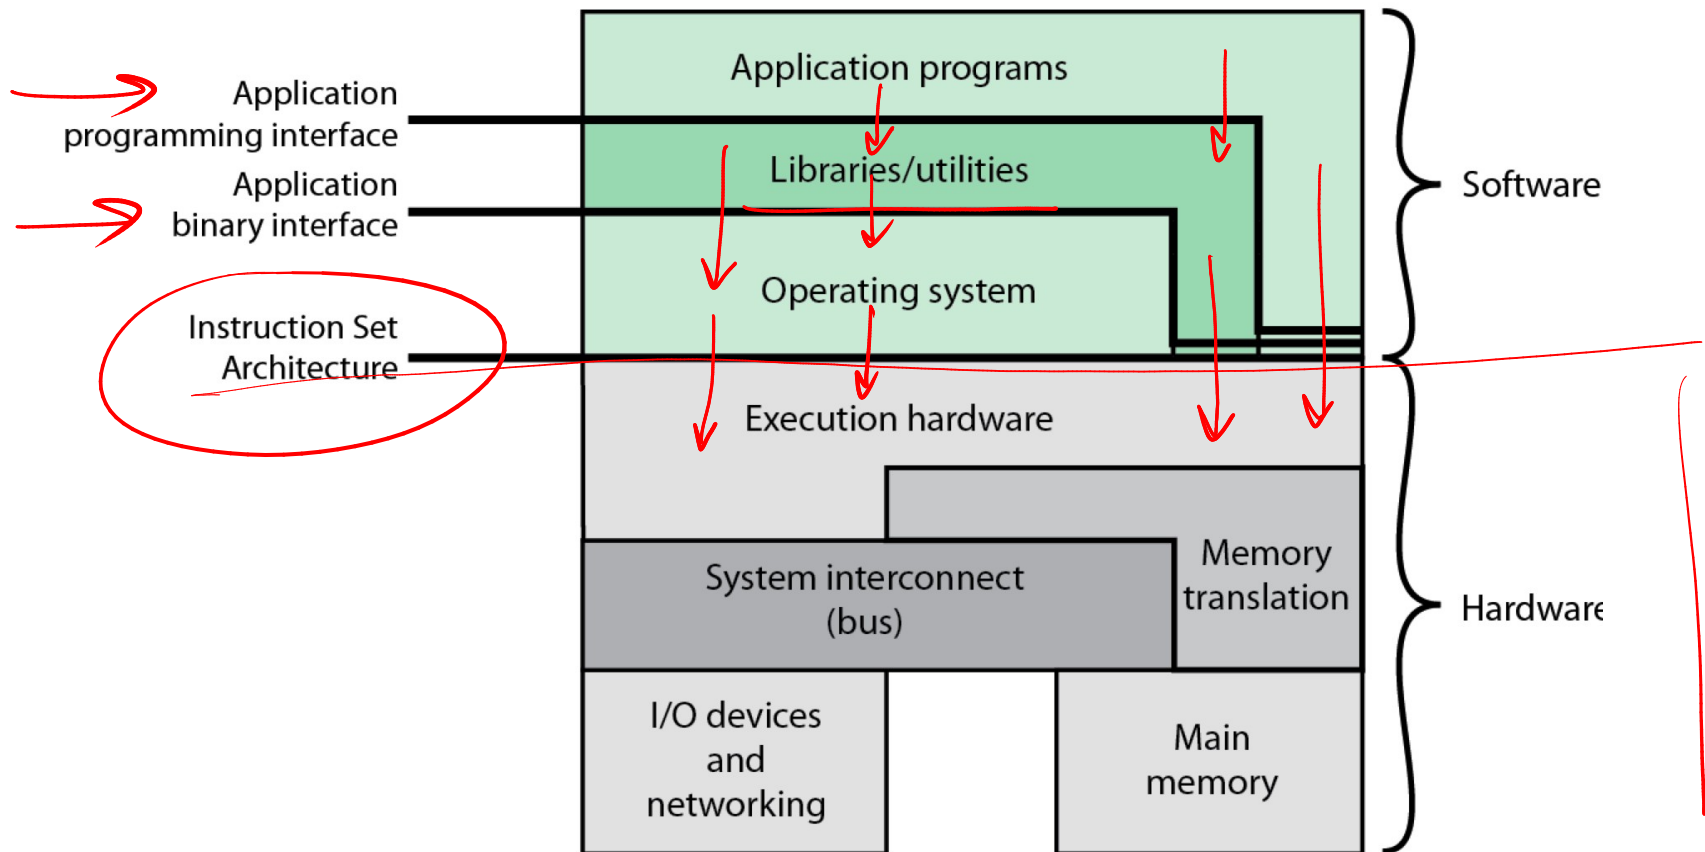 Application programs
Application
programming interface
Libraries/utilities
Application
binary interface
Software
Operating system
Instruction Set
Architecture
Execution hardware
Memory
translation
System interconnect
(bus)
Hardware
I/O devices
and
networking
Main
memory